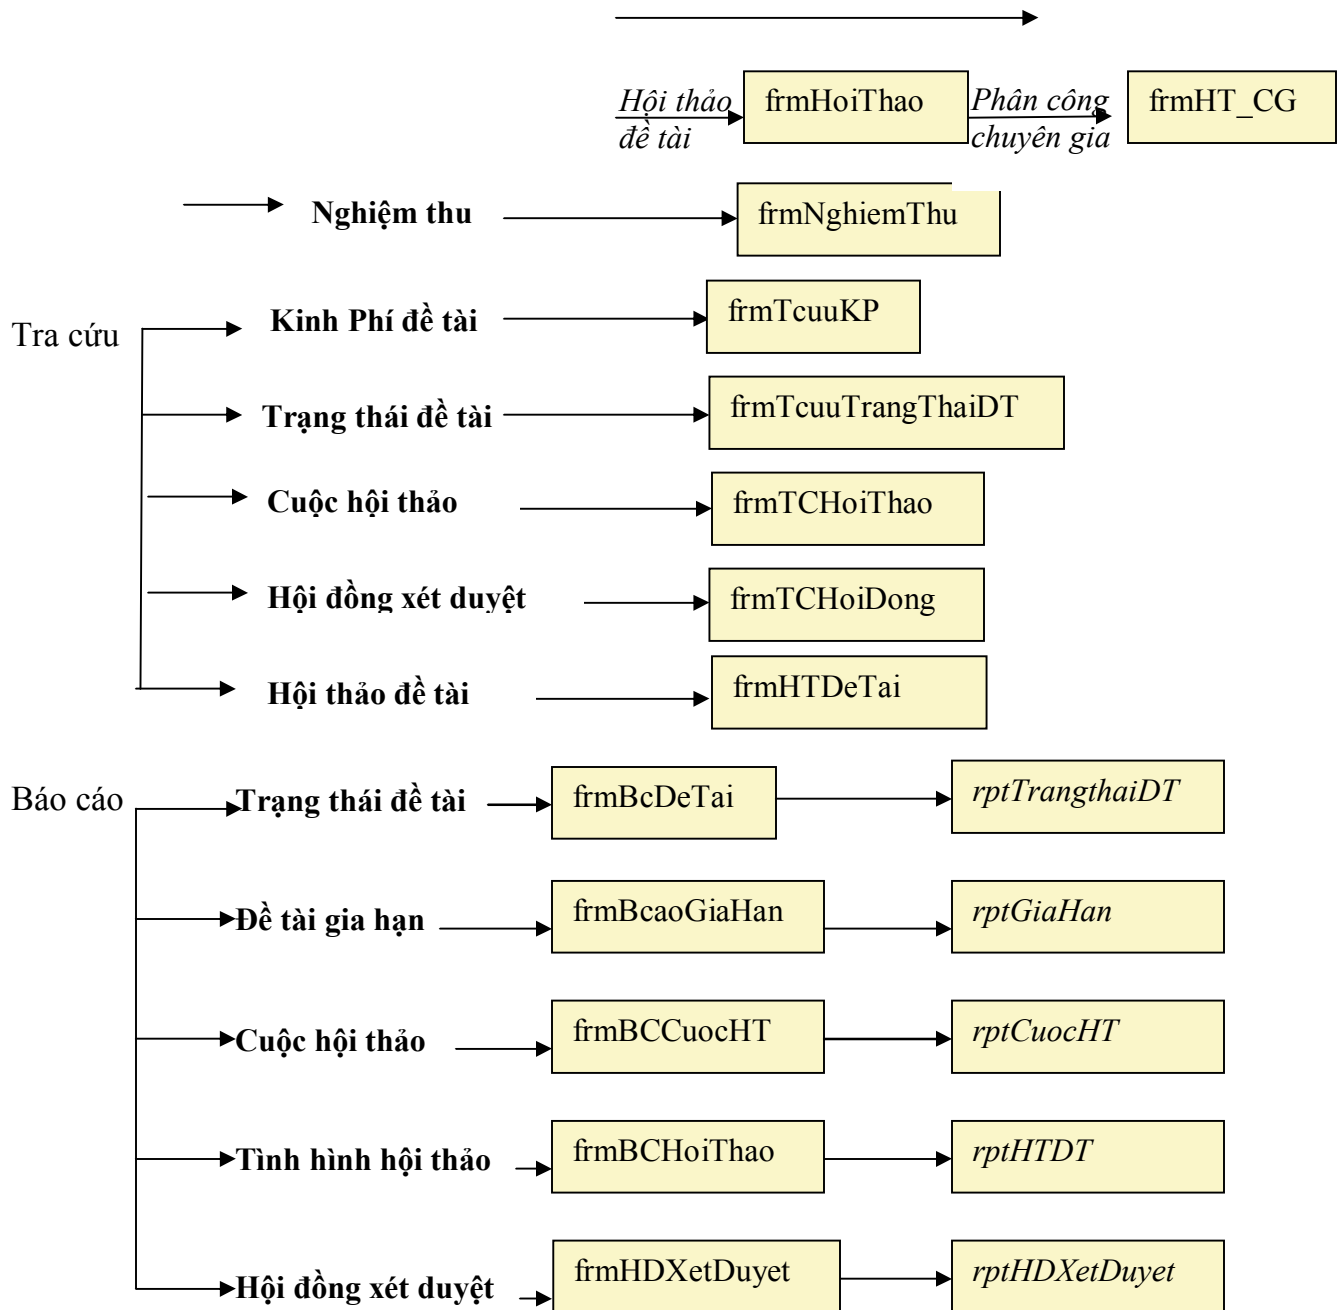 Hội thảo
đề tài
frmHoiThao
Phân công
chuyên gia
frmHT_CG
Nghiệm thu
frmNghiemThu
Tra cứu
Kinh Phí đề tài
frmTcuuKP
Trạng thái đề tài
frmTcuuTrangThaiDT
Cuộc hội thảo
frmTCHoiThao
Hội đồng xét duyệt
frmTCHoiDong
Hội thảo đề tài
frmHTDeTai
Báo cáo
Trạng thái đề tài
frmBcDeTai
rptTrangthaiDT
Đề tài gia hạn
frmBcaoGiaHan
rptGiaHan
Cuộc hội thảo
frmBCCuocHT
rptCuocHT
Tình hình hội thảo
frmBCHoiThao
rptHTDT
Hội đồng xét duyệt
frmHDXetDuyet
rptHDXetDuyet